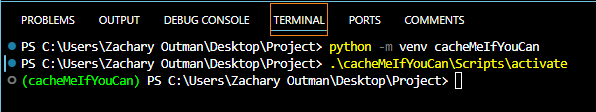 PROBLEMS OUTPUT DEBUG CONSOLE TERMINAL PORTS COMMENTS
PS C:\Users\Zachary Outman\Desktop\Project> python -m venv cacheMeIfYouCan
PS C:\Users\Zachary Outman\Desktop\Project> .\cacheMeIfYouCan\Scripts\activate
(cacheMeIfYouCan) PS C:\Users\Zachary Outman\Desktop\Project>